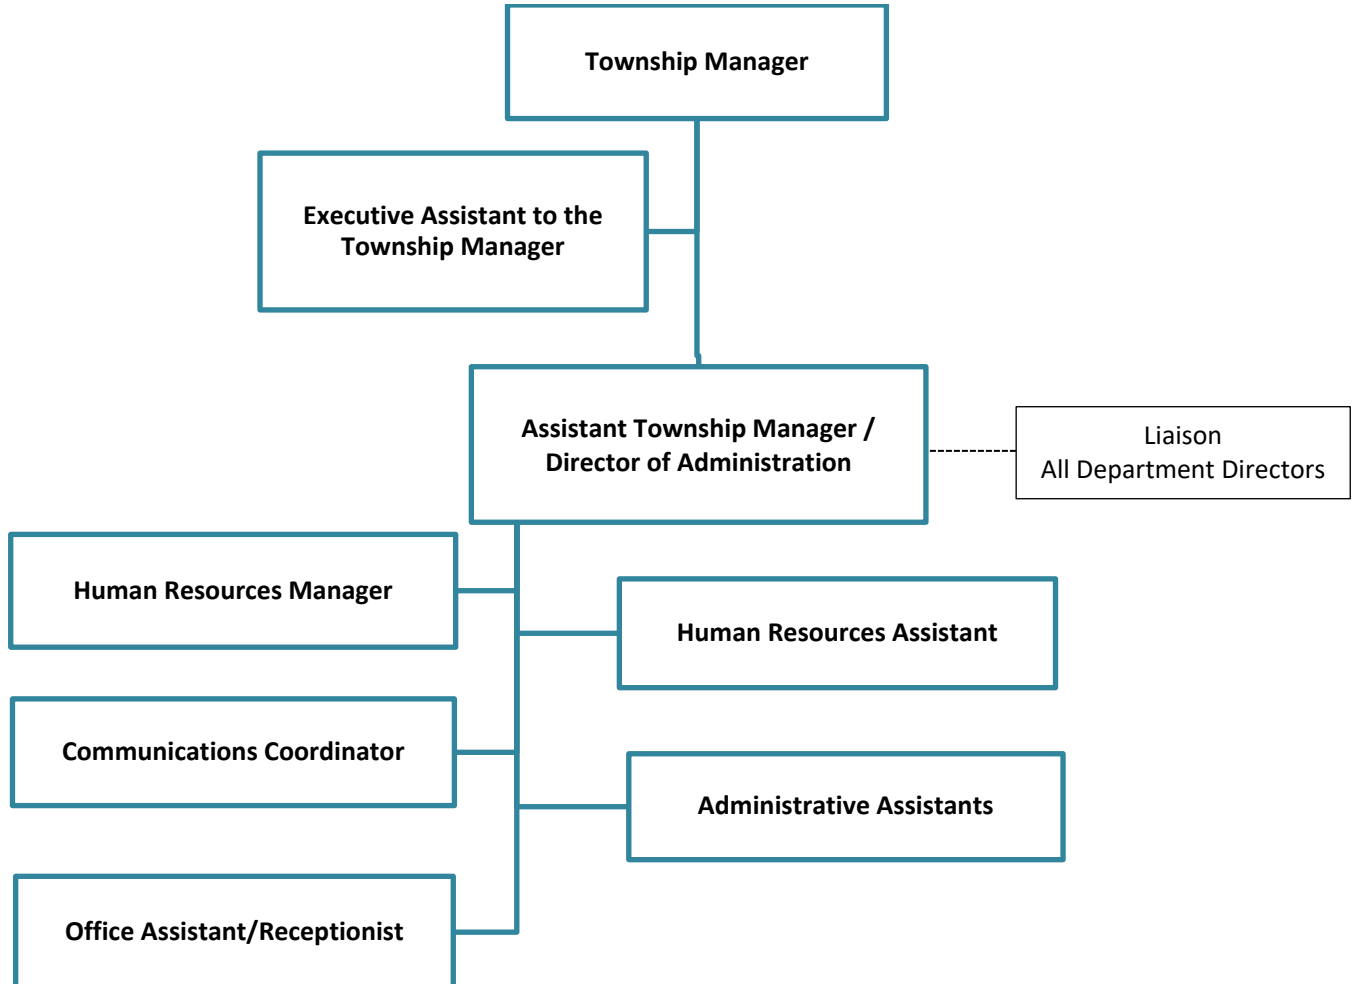 Township Manager
Executive Assistant to the
Township Manager
Assistant Township Manager /
Director of Administration
Liaison
All Department Directors
Human Resources Manager
Human Resources Assistant
Communications Coordinator
Administrative Assistants
Office Assistant/Receptionist